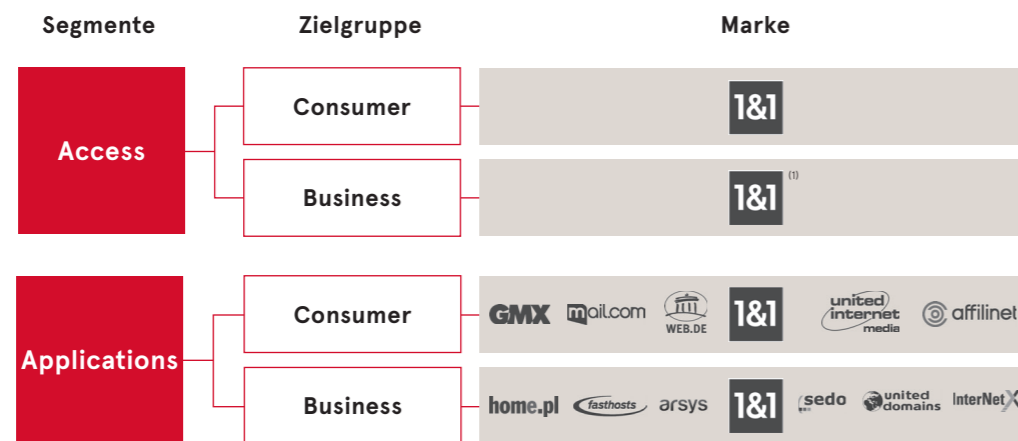 Segmente Zielgruppe Marke
Consumer 1&1
Access
Business 1&1 (1)
Consumer GMX mail.com WEB.DE 1&1 united internet media affilinet
Applications
Business home.pl fasthosts arsys 1&1 sedo united domains InterNetX